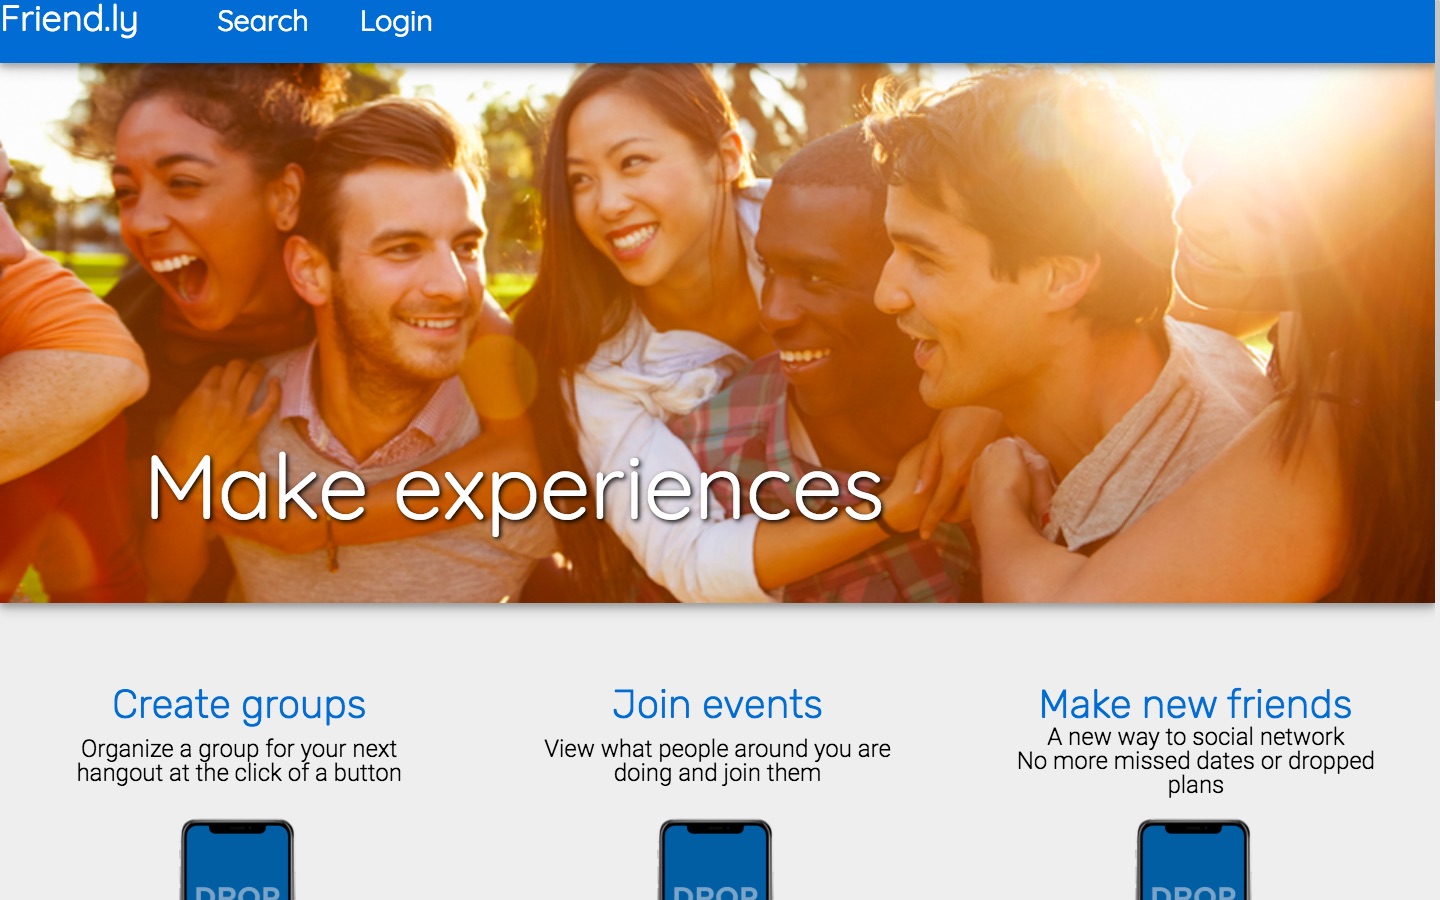 Friend.ly Search Login
Make experiences
Create groups
Organize a group for your next
hangout at the click of a button
Join events
View what people around you are
doing and join them
Make new friends
A new way to social network
No more missed dates or dropped
plans
DROP
DROP
DROP